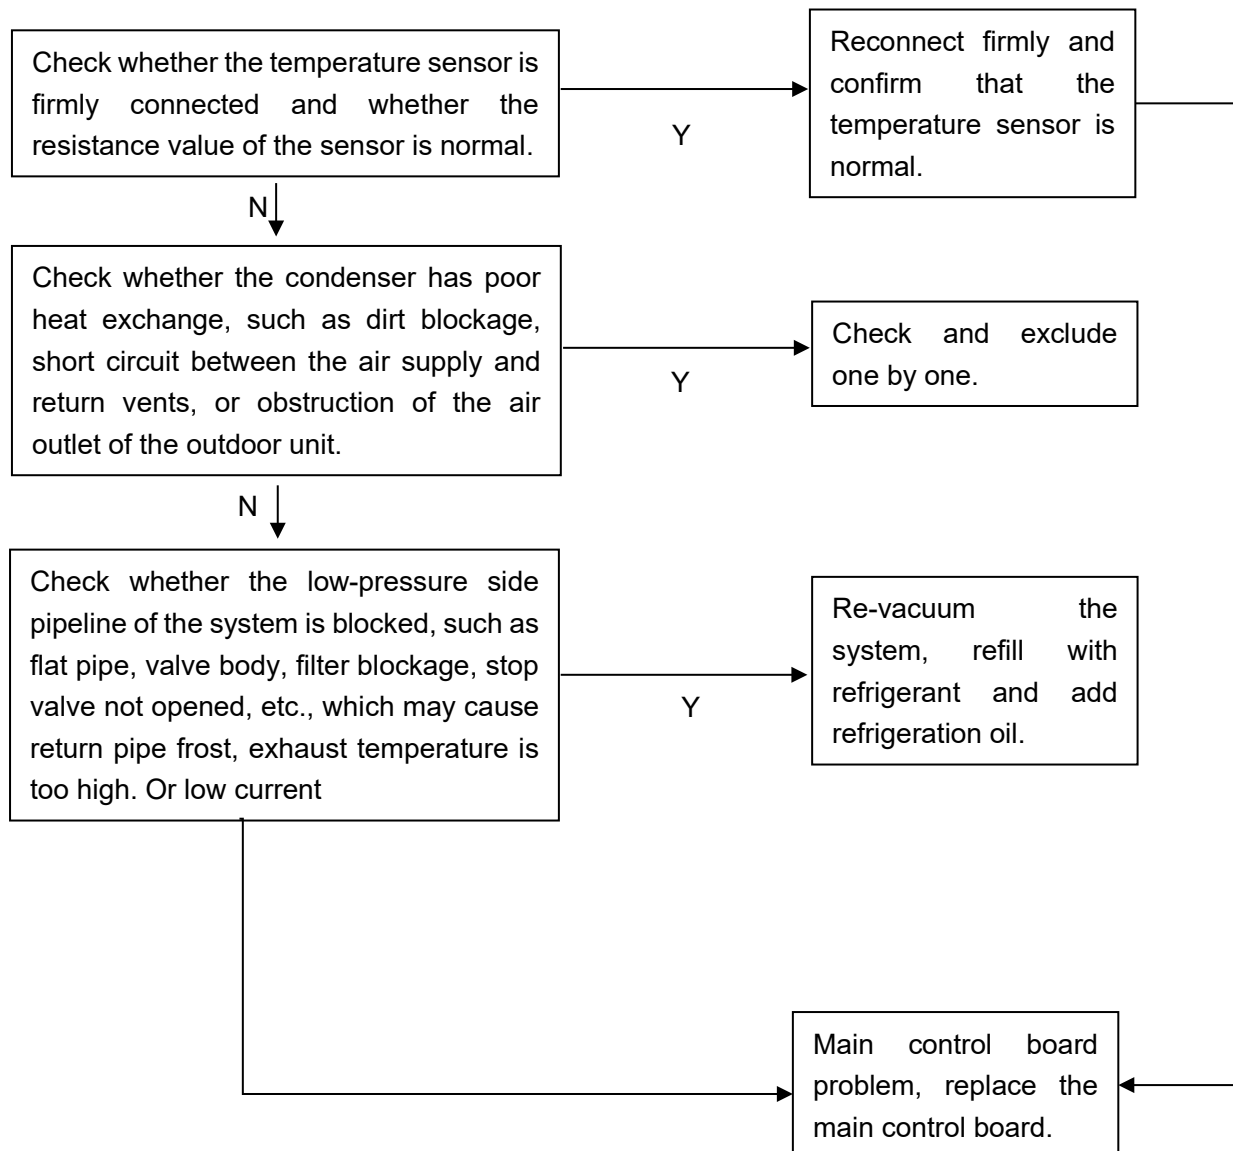 Check whether the temperature sensor is
firmly connected and whether the
resistance value of the sensor is normal.
Y
Reconnect firmly and
confirm that the
temperature sensor is
normal.
N
Check whether the condenser has poor
heat exchange, such as dirt blockage,
short circuit between the air supply and
return vents, or obstruction of the air
outlet of the outdoor unit.
Y
Check and exclude
one by one.
N
Check whether the low-pressure side
pipeline of the system is blocked, such as
flat pipe, valve body, filter blockage, stop
valve not opened, etc., which may cause
return pipe frost, exhaust temperature is
too high. Or low current
Y
Re-vacuum the
system, refill with
refrigerant and add
refrigeration oil.
Main control board
problem, replace the
main control board.